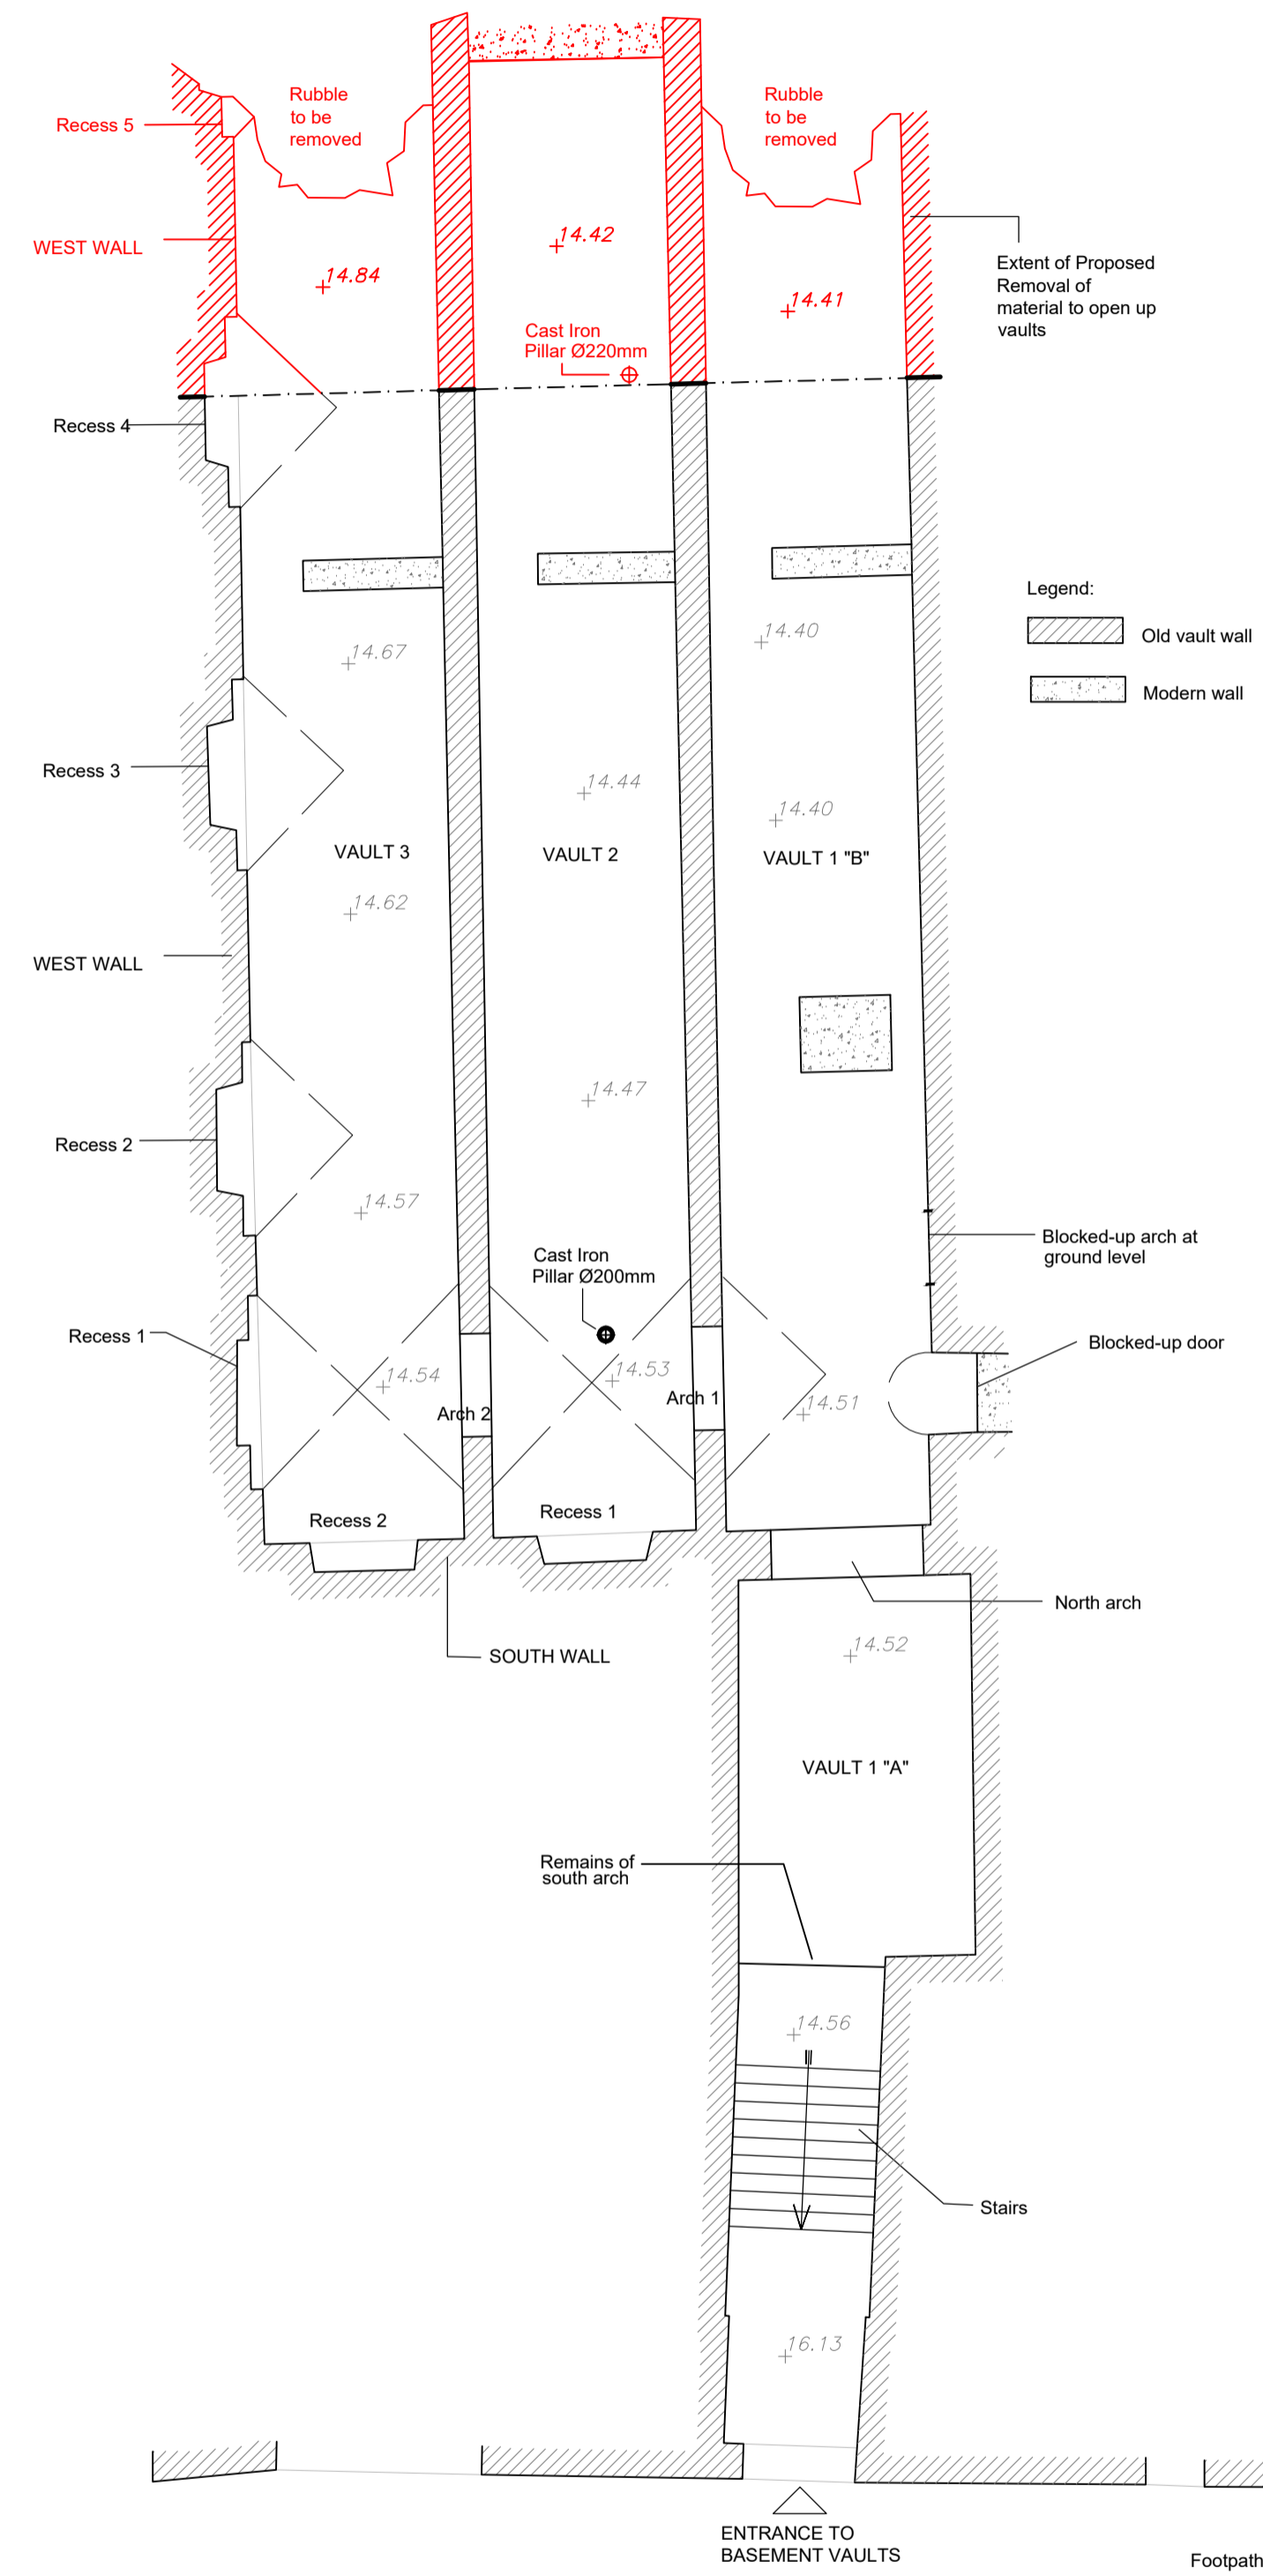 Rubble
to be
removed
Rubble
to be
removed
Recess 5
WEST WALL
14.42
14.84
14.41
Extent of Proposed
Removal of
material to open up
vaults
Cast Iron
Pillar Ø220mm
Recess 4
Legend:
Old vault wall
Modern wall
14.40
14.67
Recess 3
14.44
14.40
VAULT 3
VAULT 2
VAULT 1 "B"
14.62
WEST WALL
14.47
Recess 2
14.57
Blocked-up arch at
ground level
Cast Iron
Pillar Ø200mm
Recess 1
Blocked-up door
14.54
14.53
14.51
Arch 2
Arch 1
Recess 2
Recess 1
North arch
SOUTH WALL
14.52
VAULT 1 "A"
Remains of
south arch
14.56
Stairs
16.13
ENTRANCE TO
BASEMENT VAULTS
Footpath